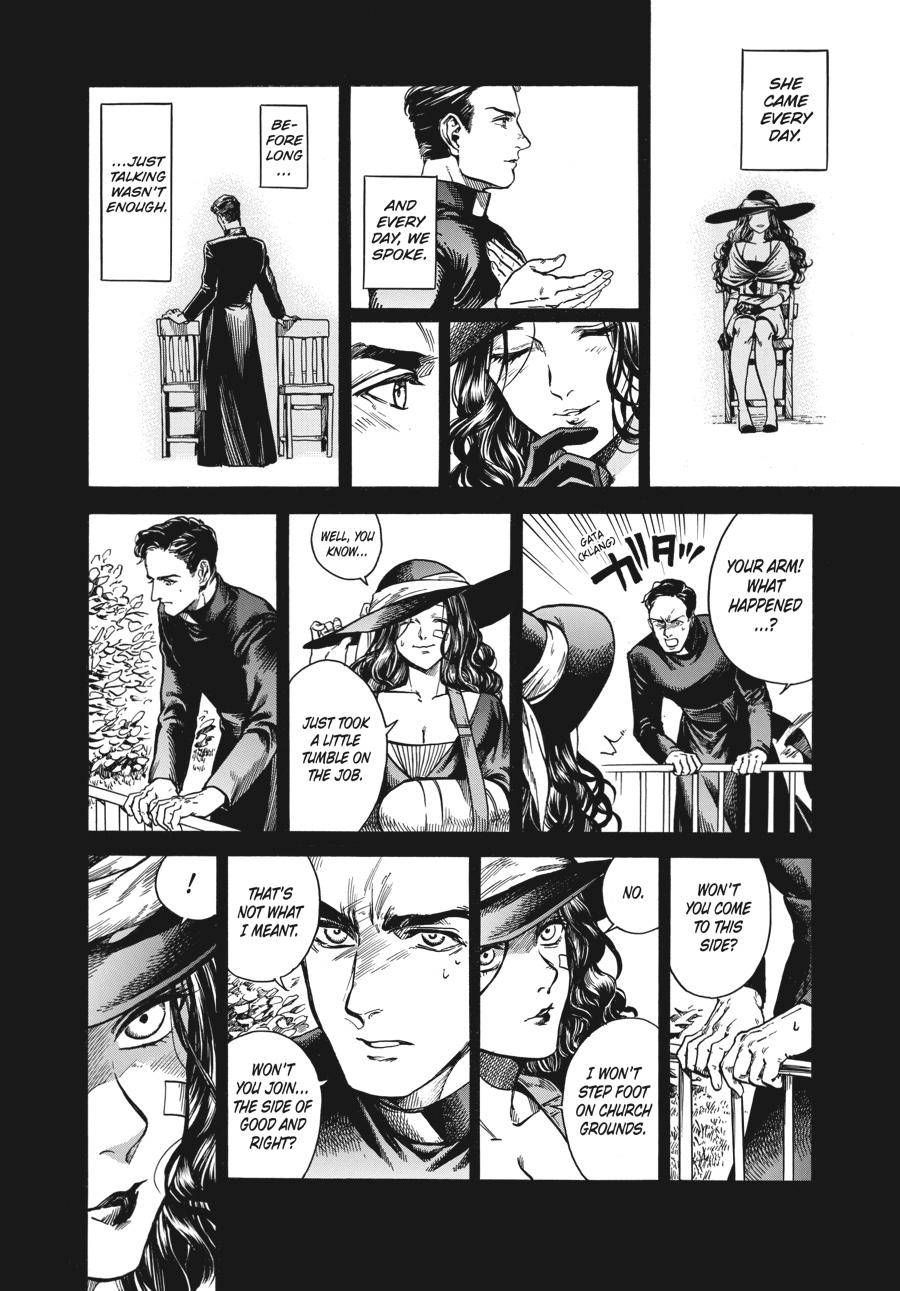 SHE
CAME
EVERY
DAY.
AND
EVERY
DAY, WE
SPOKE.
BE-
FORE
LONG
...
...JUST
TALKING
WASN'T
ENOUGH.
YOUR ARM!
WHAT
HAPPENED
...?
ガタッ
GATA
(KLANG)
WELL, YOU
KNOW...
JUST TOOK
A LITTLE
TUMBLE ON
THE JOB.
WON'T
YOU COME
TO THIS
SIDE?
NO.
I WON'T
STEP FOOT
ON CHURCH
GROUNDS.
THAT'S
NOT WHAT
I MEANT.
WON'T
YOU JOIN...
THE SIDE OF
GOOD AND
RIGHT?
!